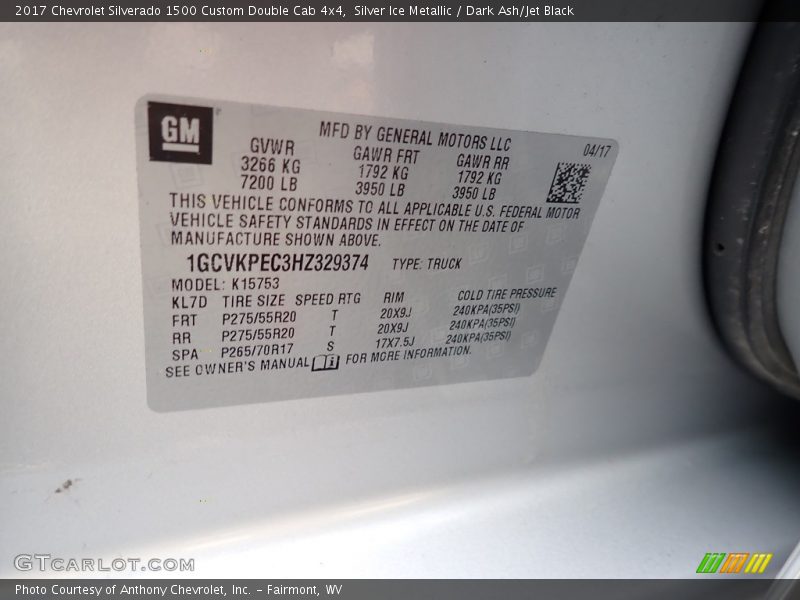 2017 Chevrolet Silverado 1500 Custom Double Cab 4x4, Silver Ice Metallic / Dark Ash/Jet Black
GM
MFD BY GENERAL MOTORS LLC
04/17
GVWR GAWR FRT GAWR RR
3266 KG 1792 KG 1792 KG
7200 LB 3950 LB 3950 LB
THIS VEHICLE CONFORMS TO ALL APPLICABLE U.S. FEDERAL MOTOR
VEHICLE SAFETY STANDARDS IN EFFECT ON THE DATE OF
MANUFACTURE SHOWN ABOVE.
1GCVKPEC3HZ329374 TYPE: TRUCK
MODEL: K15753
KL7D TIRE SIZE SPEED RTG RIM COLD TIRE PRESSURE
FRT P275/55R20 T 20X9J 240KPA(35PSI)
RR P275/55R20 T 20X9J 240KPA(35PSI)
SPA P265/70R17 S 17X7.5J 240KPA(35PSI)
SEE OWNER'S MANUAL FOR MORE INFORMATION.
GTCARLOT.COM
Photo Courtesy of Anthony Chevrolet, Inc. – Fairmont, WV